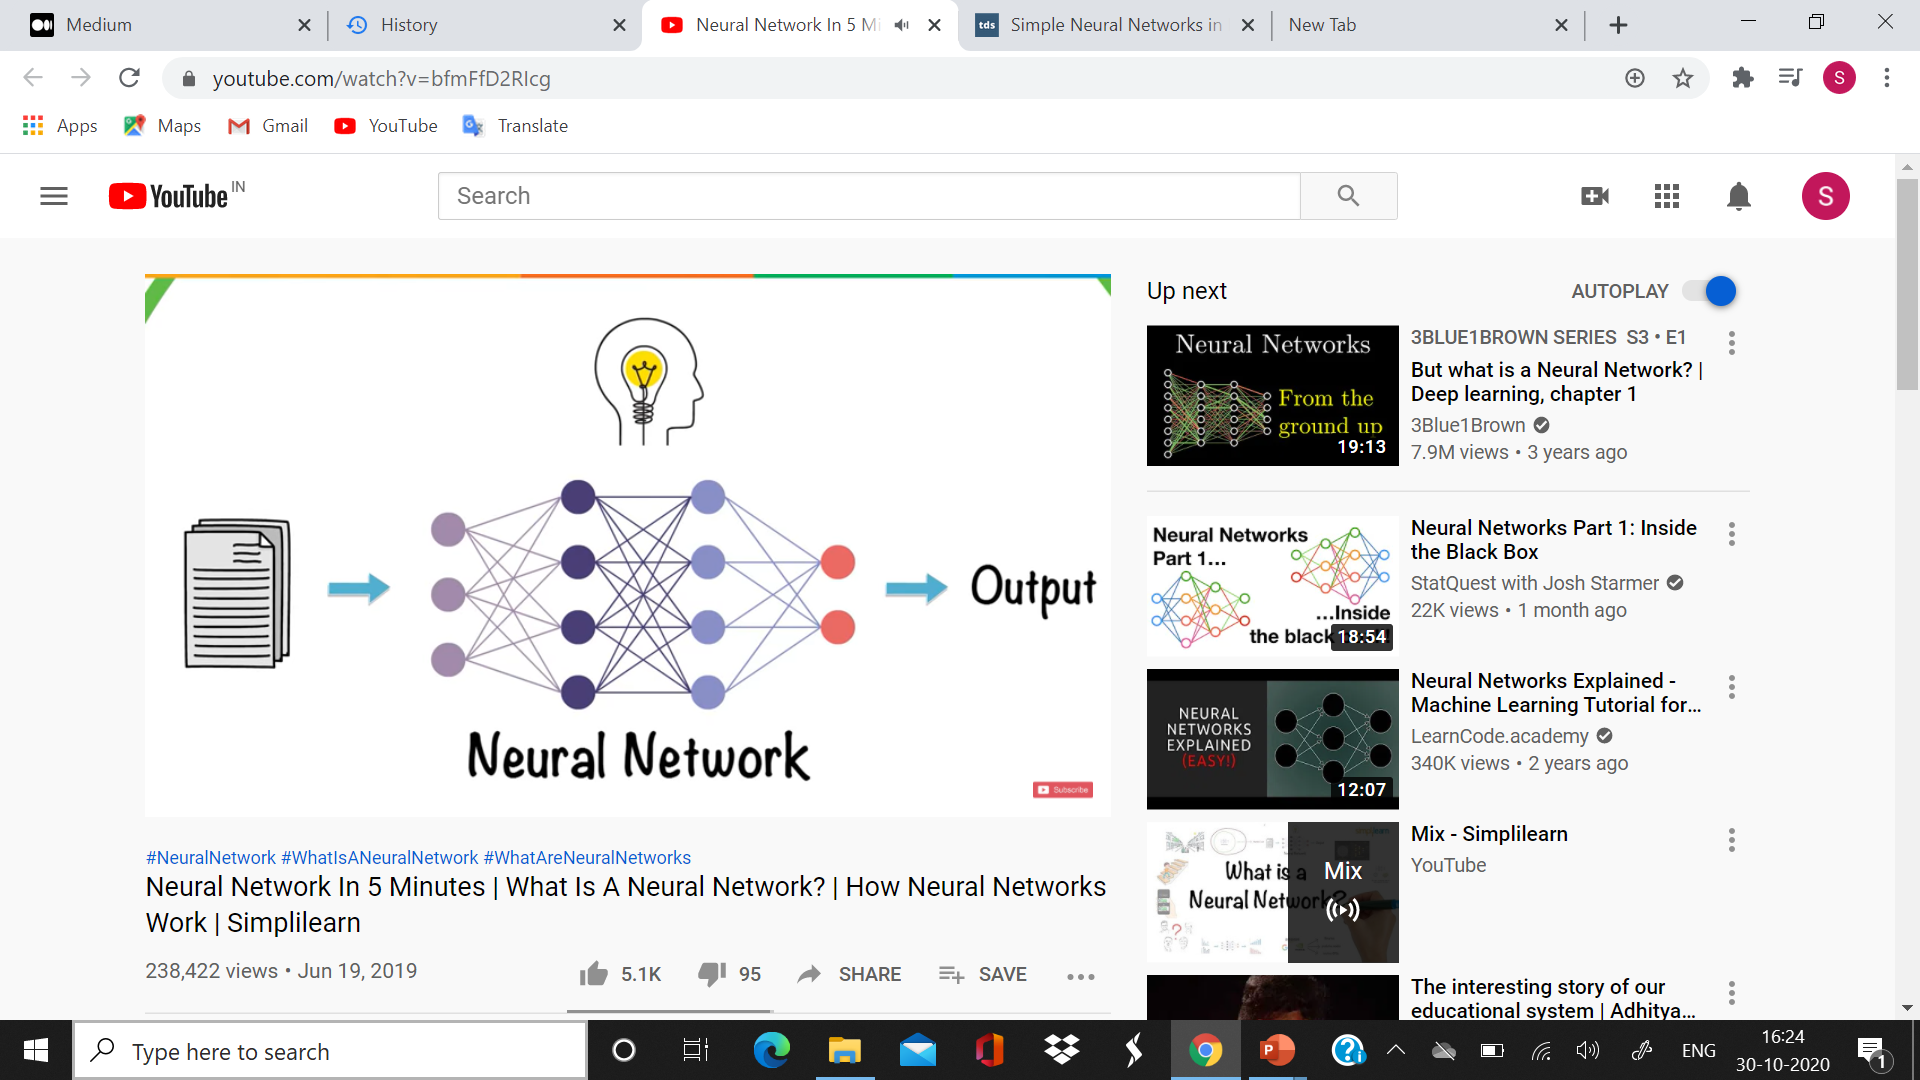 Medium
History
Neural Network In 5 Mi
tds
Simple Neural Networks in
New Tab
youtube.com/watch?v=bfmFfD2RIcg
S
Apps
Maps
Gmail
YouTube
Translate
YouTube IN
Search
S
Output
Neural Network
Subscribe
#NeuralNetwork #WhatIsANeuralNetwork #WhatAreNeuralNetworks
Neural Network In 5 Minutes | What Is A Neural Network? | How Neural Networks
Work | Simplilearn
238,422 views • Jun 19, 2019
5.1K
95
SHARE
SAVE
Up next
AUTOPLAY
Neural Networks
From the
ground up
19:13
3BLUE1BROWN SERIES S3 • E1
But what is a Neural Network? |
Deep learning, chapter 1
3Blue1Brown
7.9M views • 3 years ago
Neural Networks
Part 1...
...Inside
the black
18:54
Neural Networks Part 1: Inside
the Black Box
StatQuest with Josh Starmer
22K views • 1 month ago
NEURAL
NETWORKS
EXPLAINED
(EASY!)
12:07
Neural Networks Explained -
Machine Learning Tutorial for...
LearnCode.academy
340K views • 2 years ago
What is a
Neural Network?
Mix
Mix - Simplilearn
YouTube
The interesting story of our
educational system | Adhitya...
Type here to search
ENG
16:24
30-10-2020
1